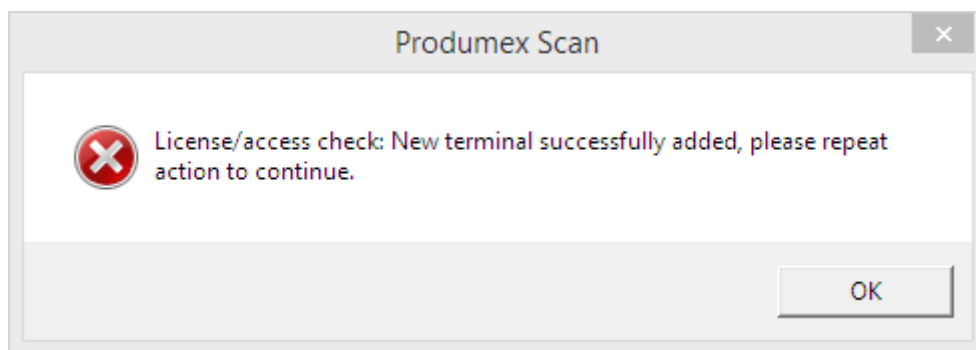 Produmex Scan
License/access check: New terminal successfully added, please repeat
action to continue.
OK